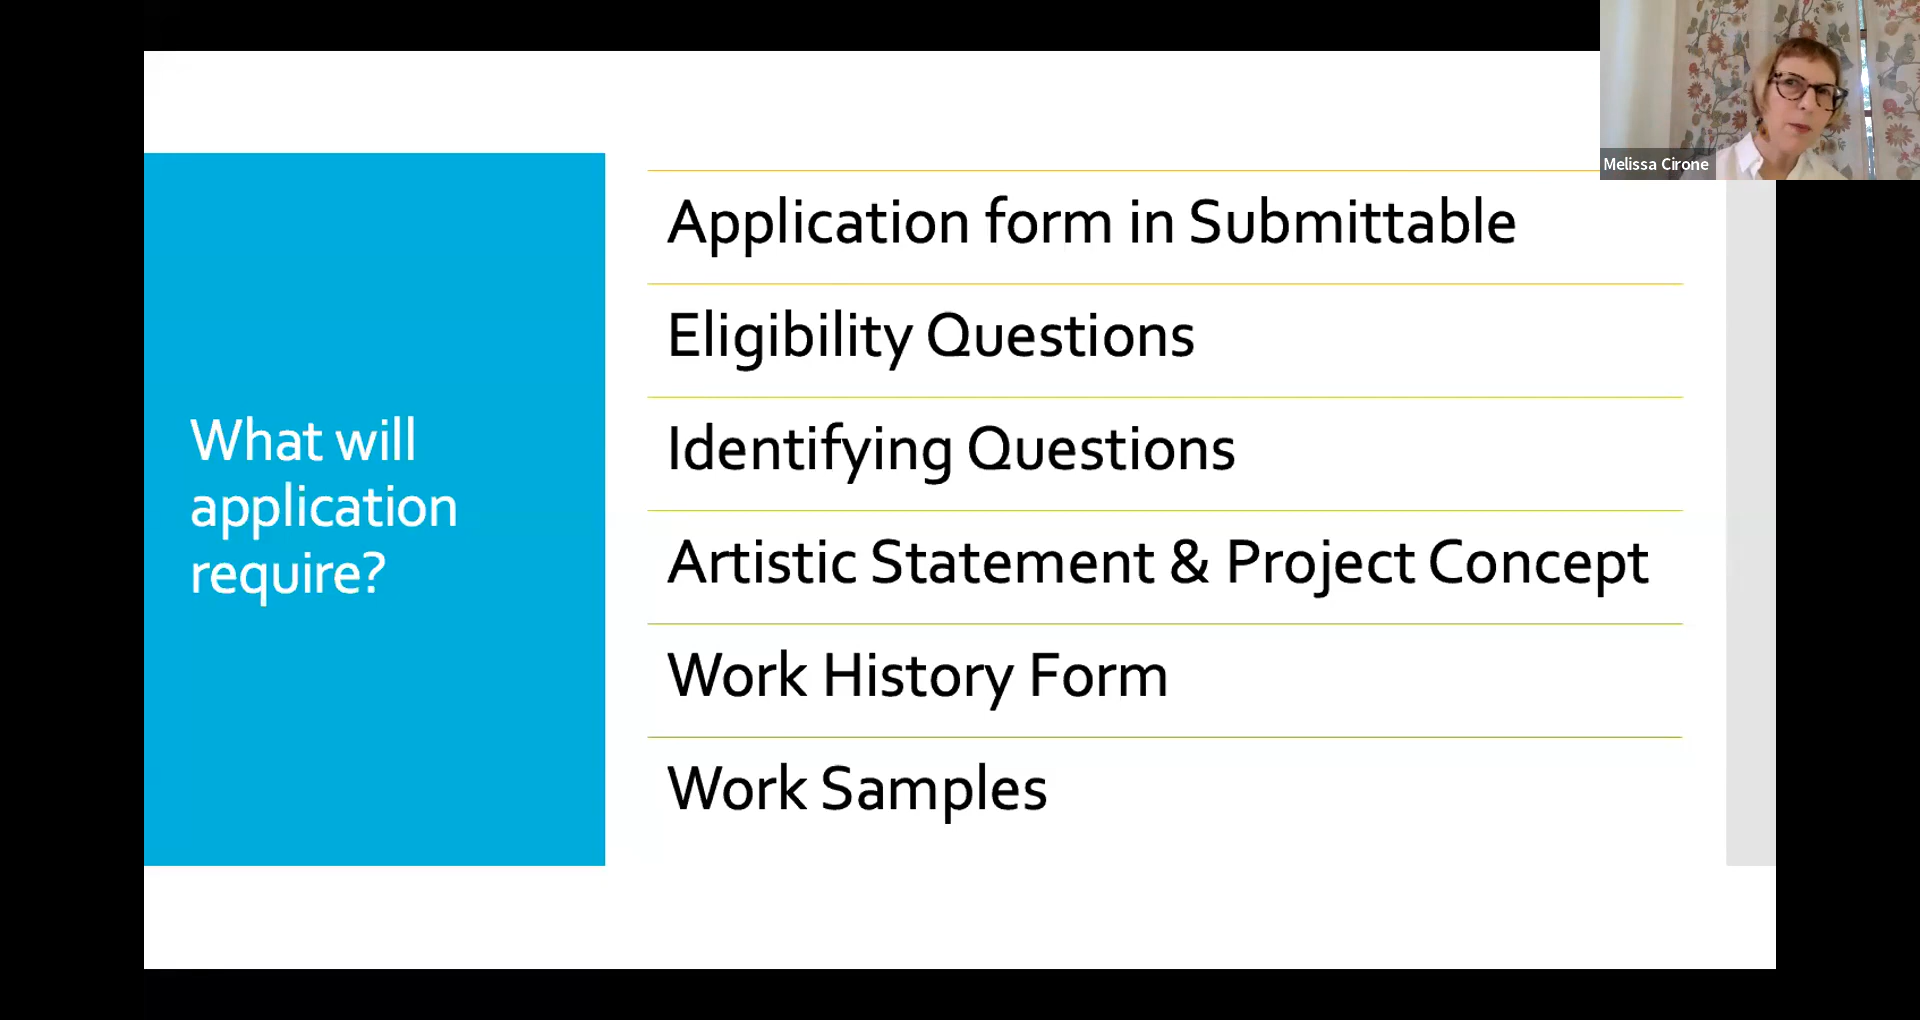 What will
application
require?
Application form in Submittable
Eligibility Questions
Identifying Questions
Artistic Statement & Project Concept
Work History Form
Work Samples
Melissa Cirone